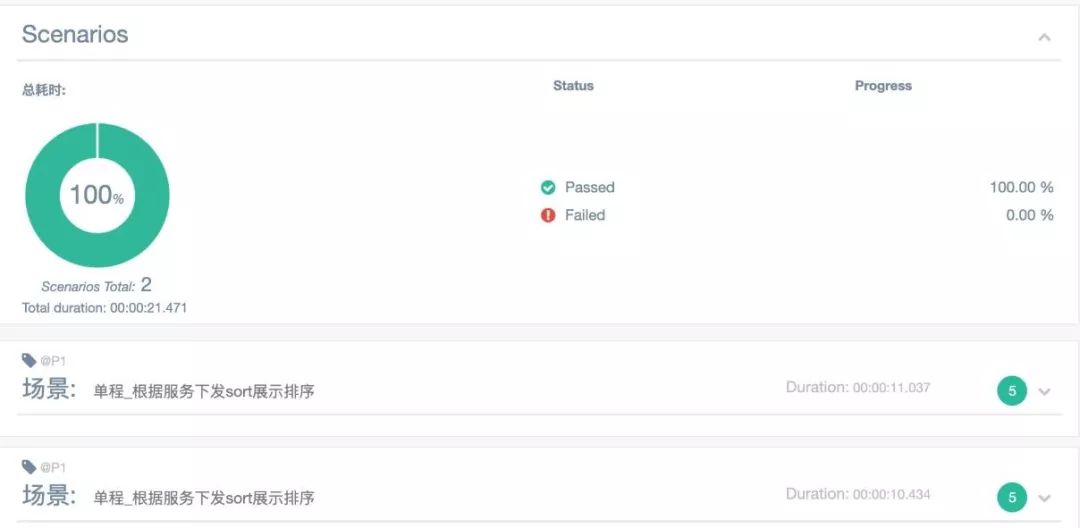 Scenarios
总耗时:
Status
Progress
100%
Passed
100.00 %
Failed
0.00 %
Scenarios Total: 2
Total duration: 00:00:21.471
@P1
场景: 单程_根据服务下发sort展示排序
Duration: 00:00:11.037
5
@P1
场景: 单程_根据服务下发sort展示排序
Duration: 00:00:10.434
5